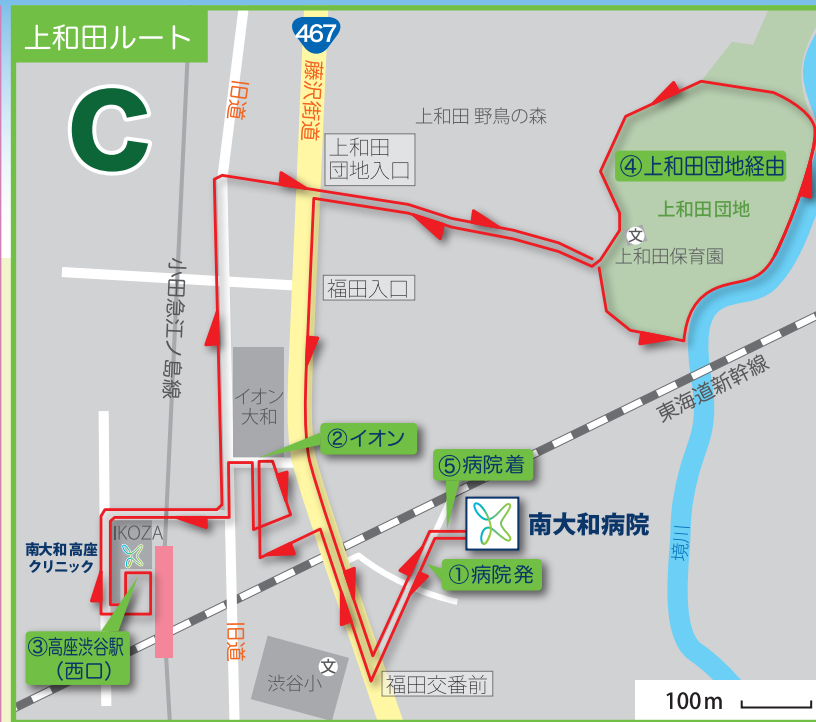 上和田ルート
C
467
旧道
藤沢街道
上和田 野鳥の森
上和田
団地入口
④上和田団地経由
上和田団地
文
上和田保育園
小田急江ノ島線
福田入口
イオン
大和
東海道新幹線
②イオン
⑤病院着
南大和病院
IKOZA
南大和 高座
クリニック
①病院発
境川
③高座渋谷駅
(西口)
旧道
文
渋谷小
福田交番前
100m